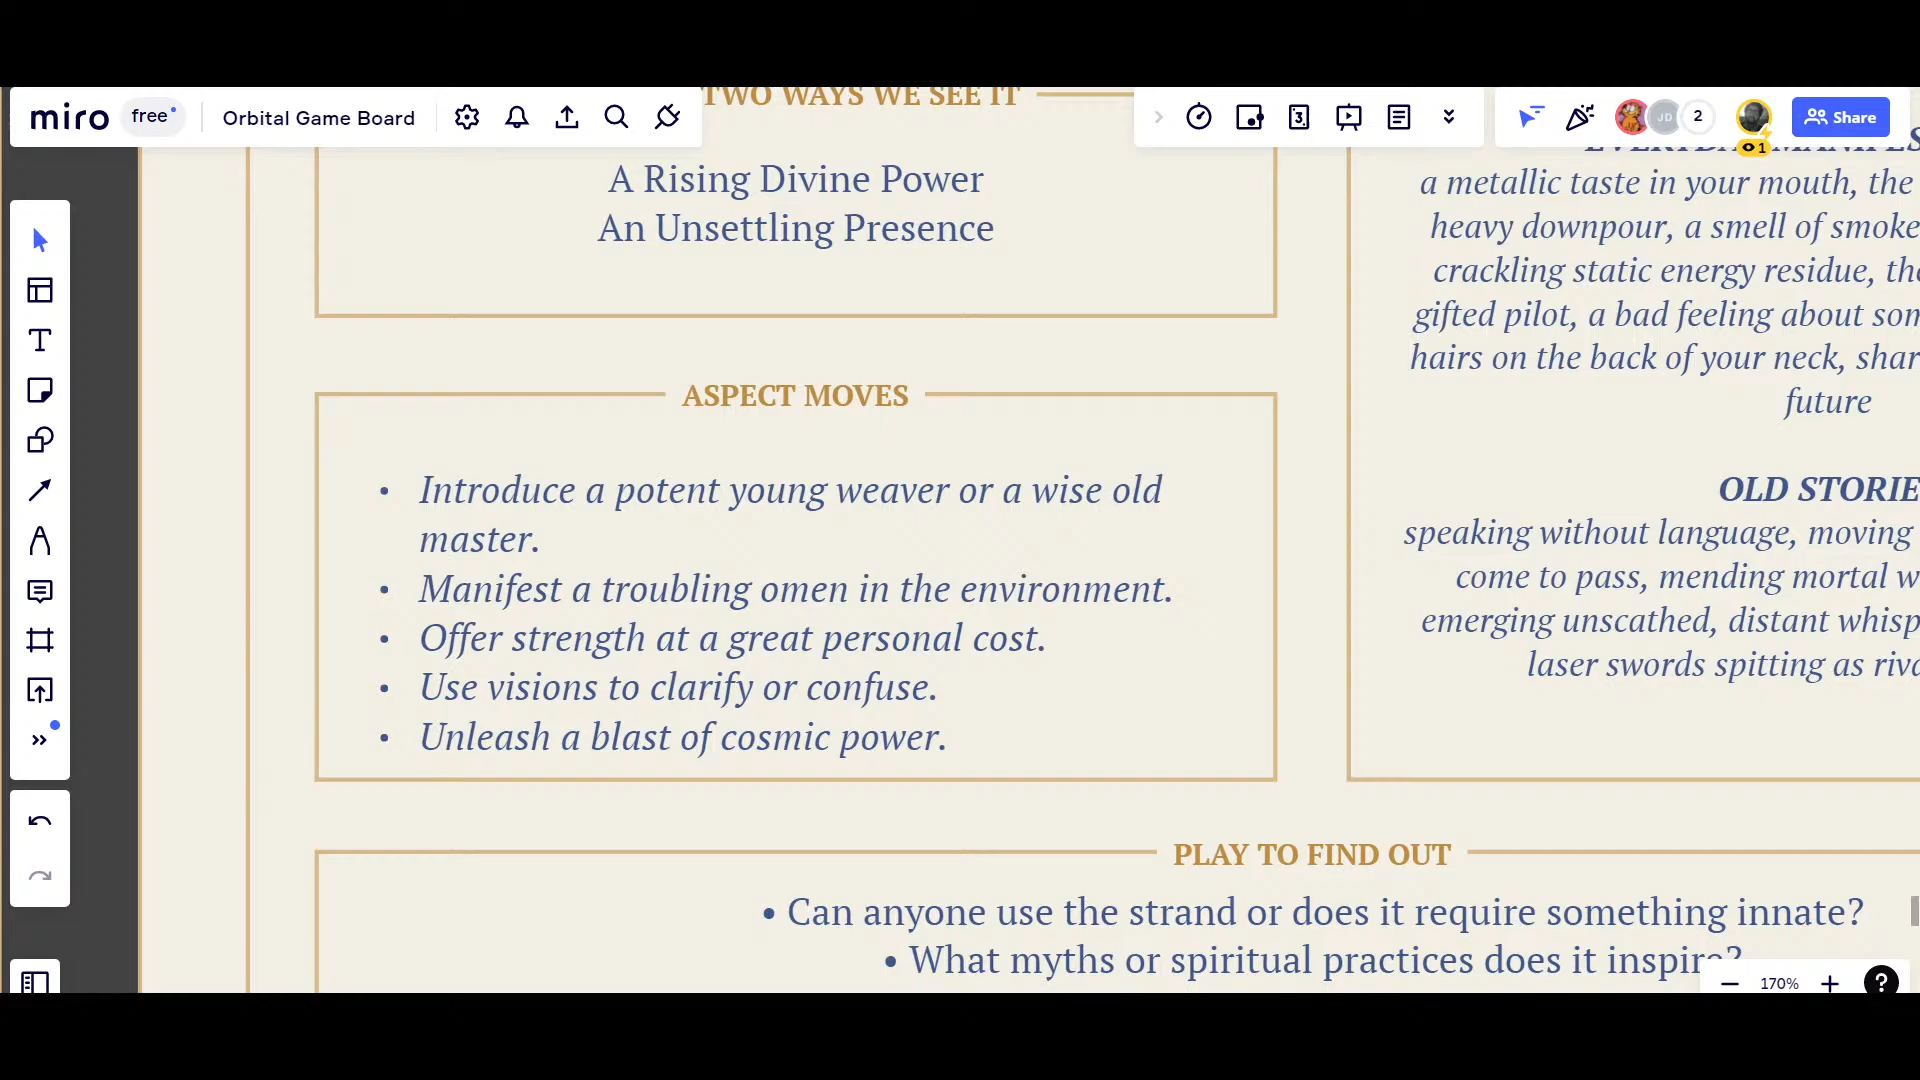 miro
free
Orbital Game Board
3
JD
2
1
Share
TWO WAYS WE SEE IT
A Rising Divine Power
An Unsettling Presence
ASPECT MOVES
• Introduce a potent young weaver or a wise old
master.
• Manifest a troubling omen in the environment.
• Offer strength at a great personal cost.
• Use visions to clarify or confuse.
• Unleash a blast of cosmic power.
a metallic taste in your mouth, the
heavy downpour, a smell of smoke
crackling static energy residue,
gifted pilot, a bad feeling about
hairs on the back of your neck,
future
OLD
speaking without language, moving
come to pass, mending mortal
emerging unscathed, distant
laser swords spitting as
PLAY TO FIND OUT
• Can anyone use the strand or does it require something innate?
• What myths or spiritual practices does it inspire?
170%
?